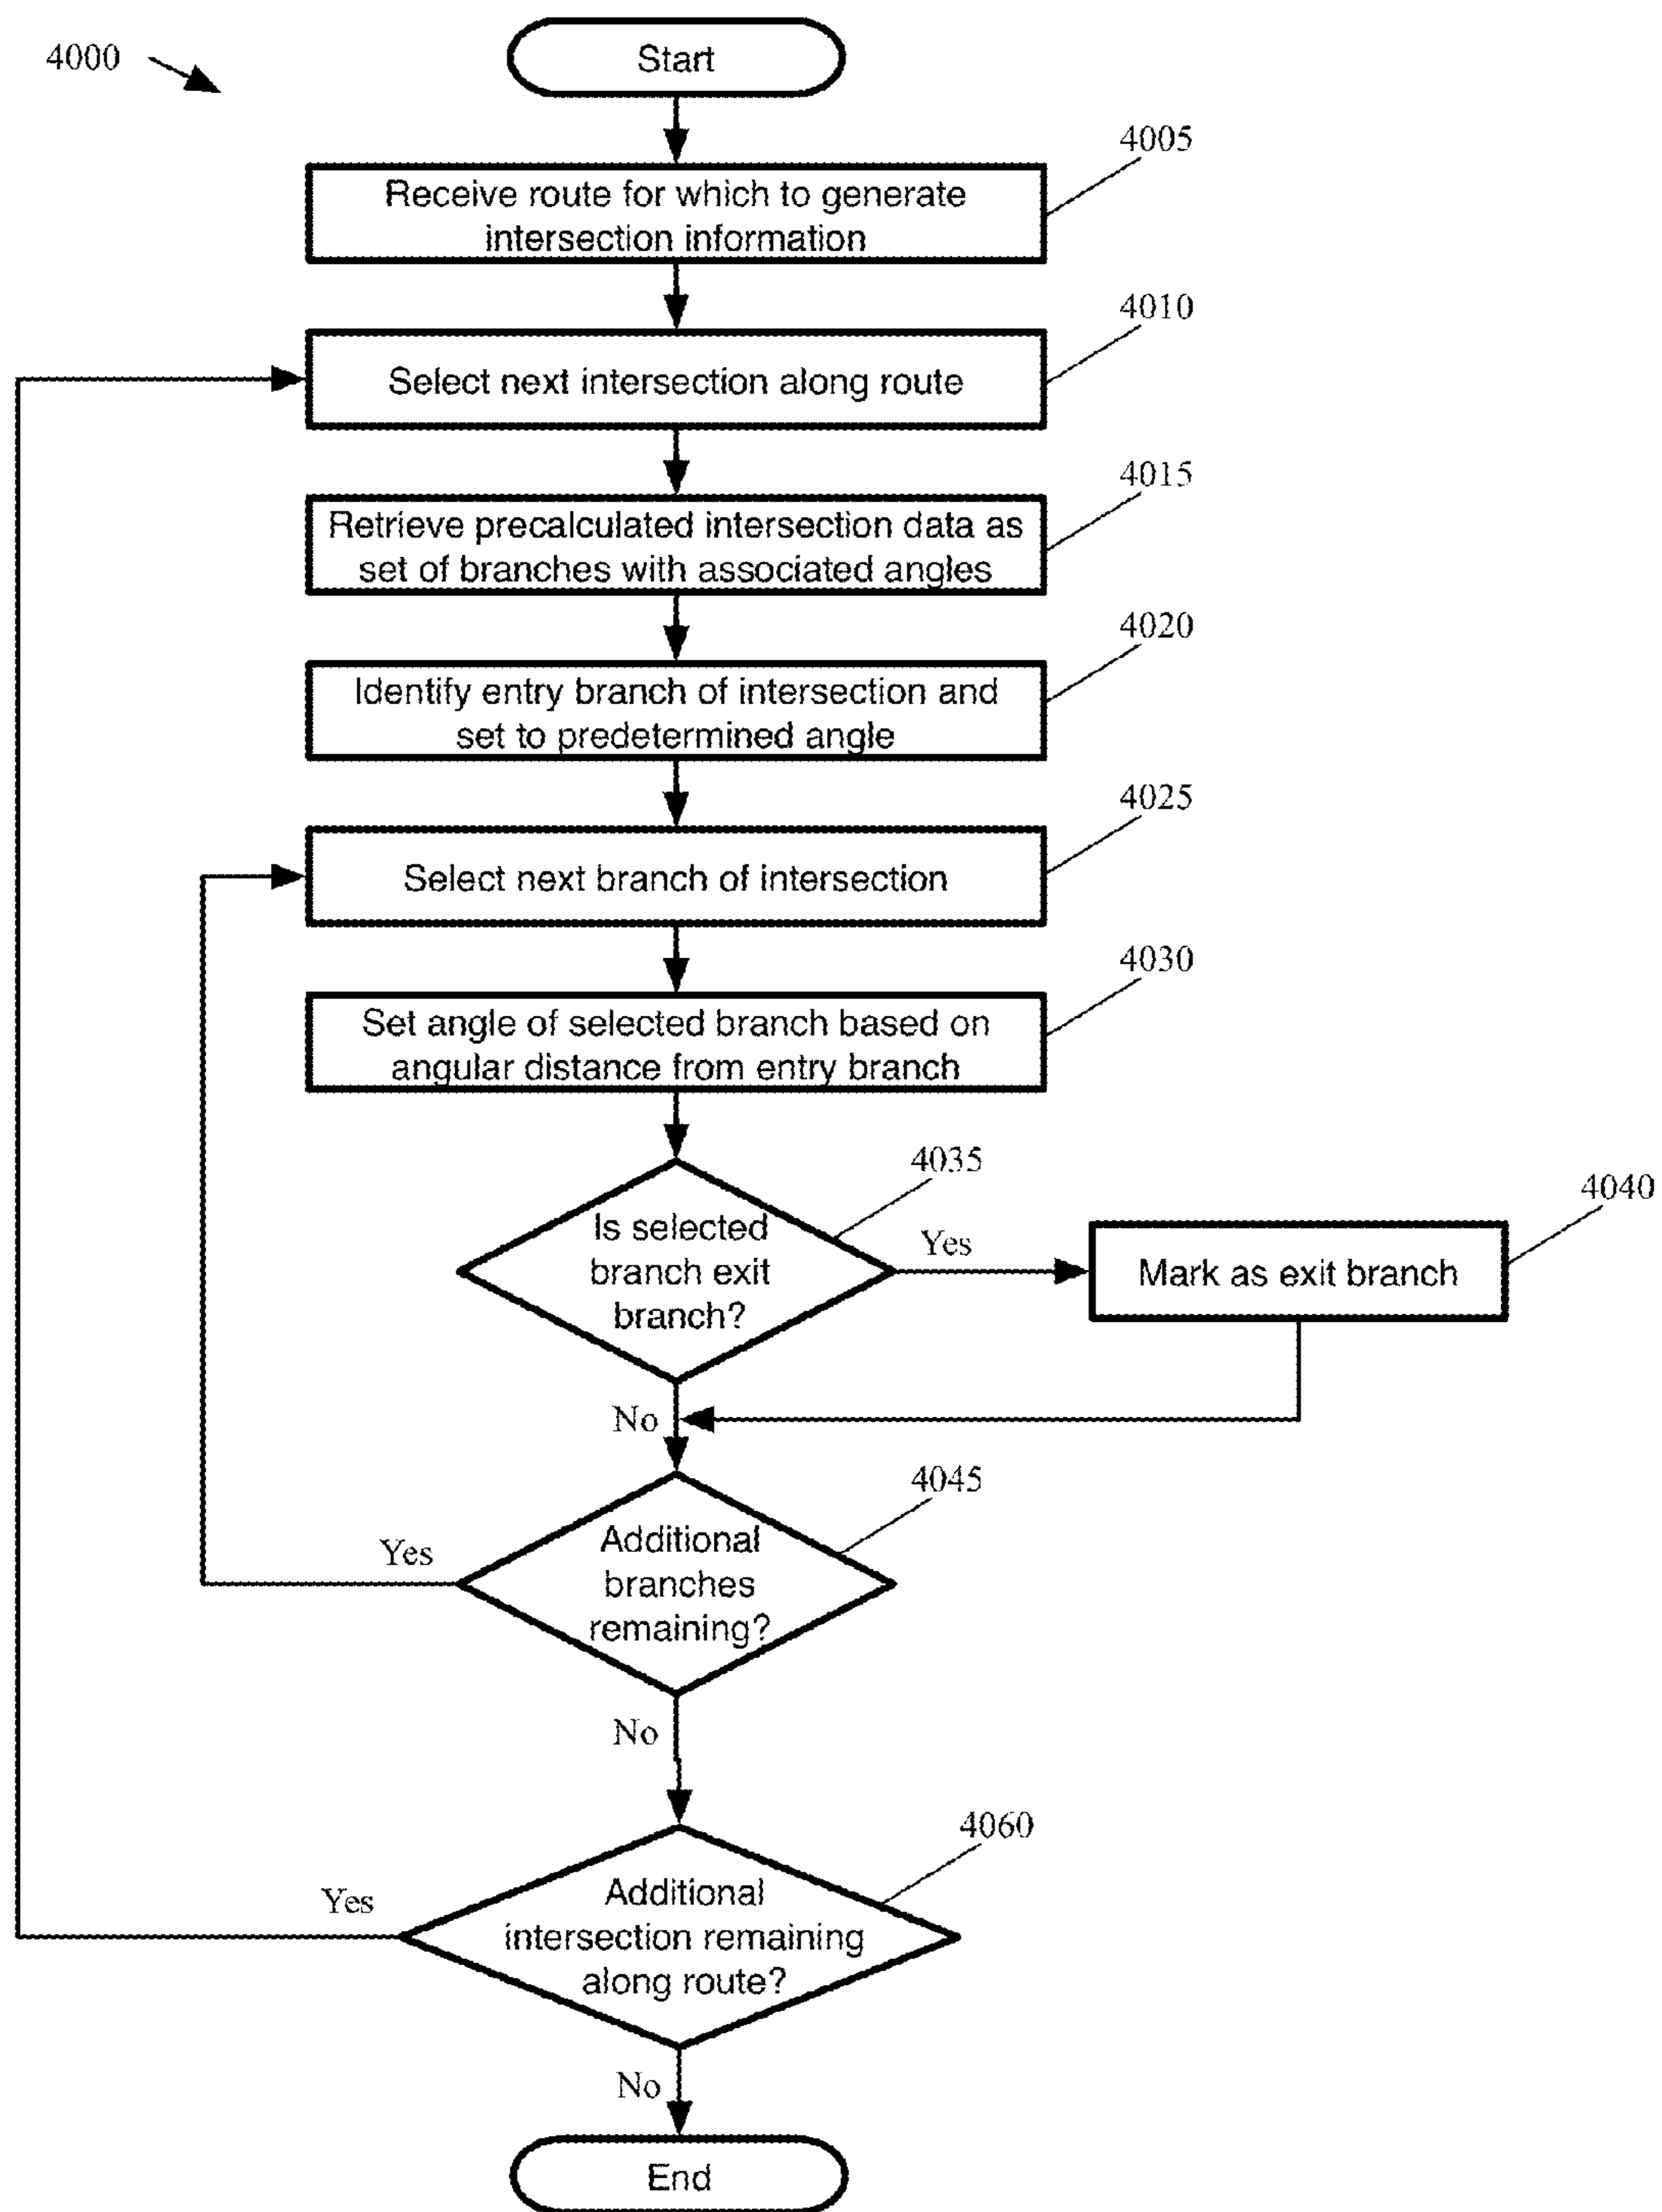 4000
Start
4005
Receive route for which to generate
intersection information
4010
Select next intersection along route
4015
Retrieve precalculated intersection data as
set of branches with associated angles
4020
Identify entry branch of intersection and
set to predetermined angle
4025
Select next branch of intersection
4030
Set angle of selected branch based on
angular distance from entry branch
4035
Is selected
branch exit
branch?
Yes
4040
Mark as exit branch
No
4045
Additional
branches
remaining?
Yes
No
4060
Additional
intersection remaining
along route?
Yes
No
End